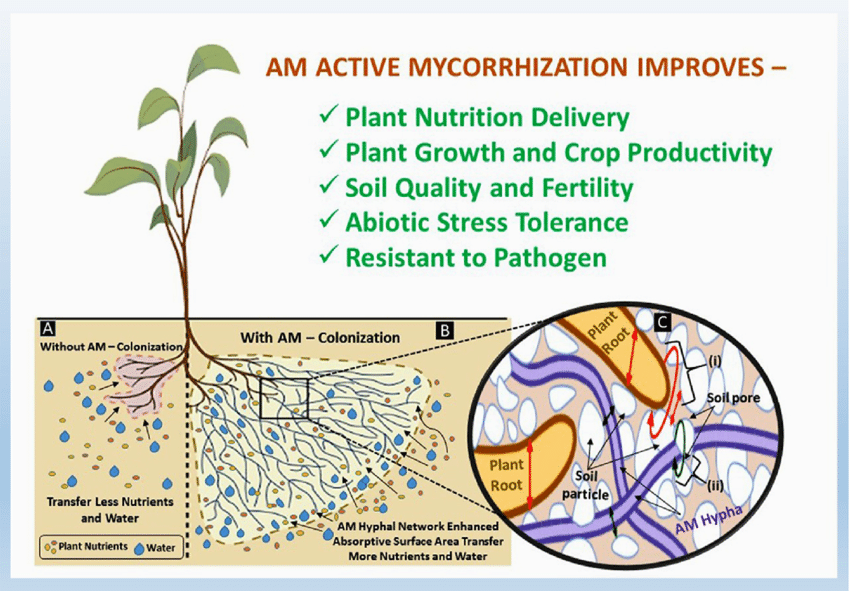 AM ACTIVE MYCORRHIZATION IMPROVES –
✓ Plant Nutrition Delivery
✓ Plant Growth and Crop Productivity
✓ Soil Quality and Fertility
✓ Abiotic Stress Tolerance
✓ Resistant to Pathogen
A
Without AM – Colonization
Transfer Less Nutrients
and Water
Plant Nutrients
Water
With AM – Colonization
B
AM Hyphal Network Enhanced
Absorptive Surface Area Transfer
More Nutrients and Water
C
Plant
Root
(i)
Soil pore
Plant
Root
Soil
particle
(ii)
AM Hypha